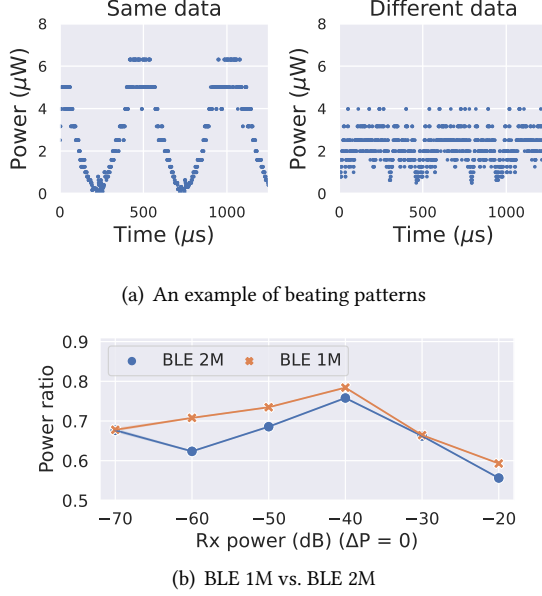 Same data
Different data
Power (μW)
8
6
4
2
0
0
500
1000
Time (μs)
Power (μW)
8
6
4
2
0
0
500
1000
Time (μs)
(a) An example of beating patterns
Power ratio
0.9
0.8
0.7
0.6
0.5
BLE 2M
BLE 1M
−70
−60
−50
−40
−30
−20
Rx power (dB) (ΔP = 0)
(b) BLE 1M vs. BLE 2M